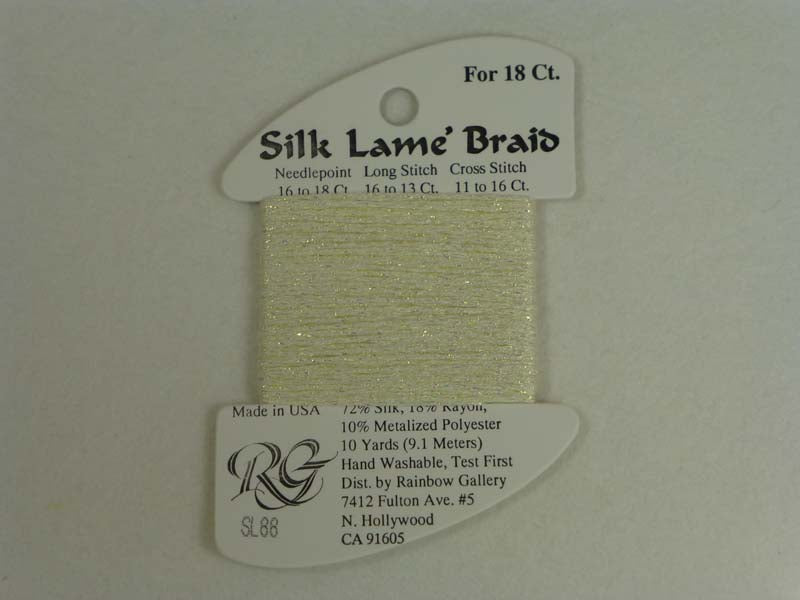 For 18 Ct.
Silk Lamé Braid
Needlepoint Long Stitch Cross Stitch
16 to 18 Ct. 16 to 13 Ct. 11 to 16 Ct.
Made in USA 72% Silk, 18% Rayon,
10% Metalized Polyester
10 Yards (9.1 Meters)
RG Hand Washable, Test First
Dist. by Rainbow Gallery
7412 Fulton Ave. #5
SL88 N. Hollywood
CA 91605